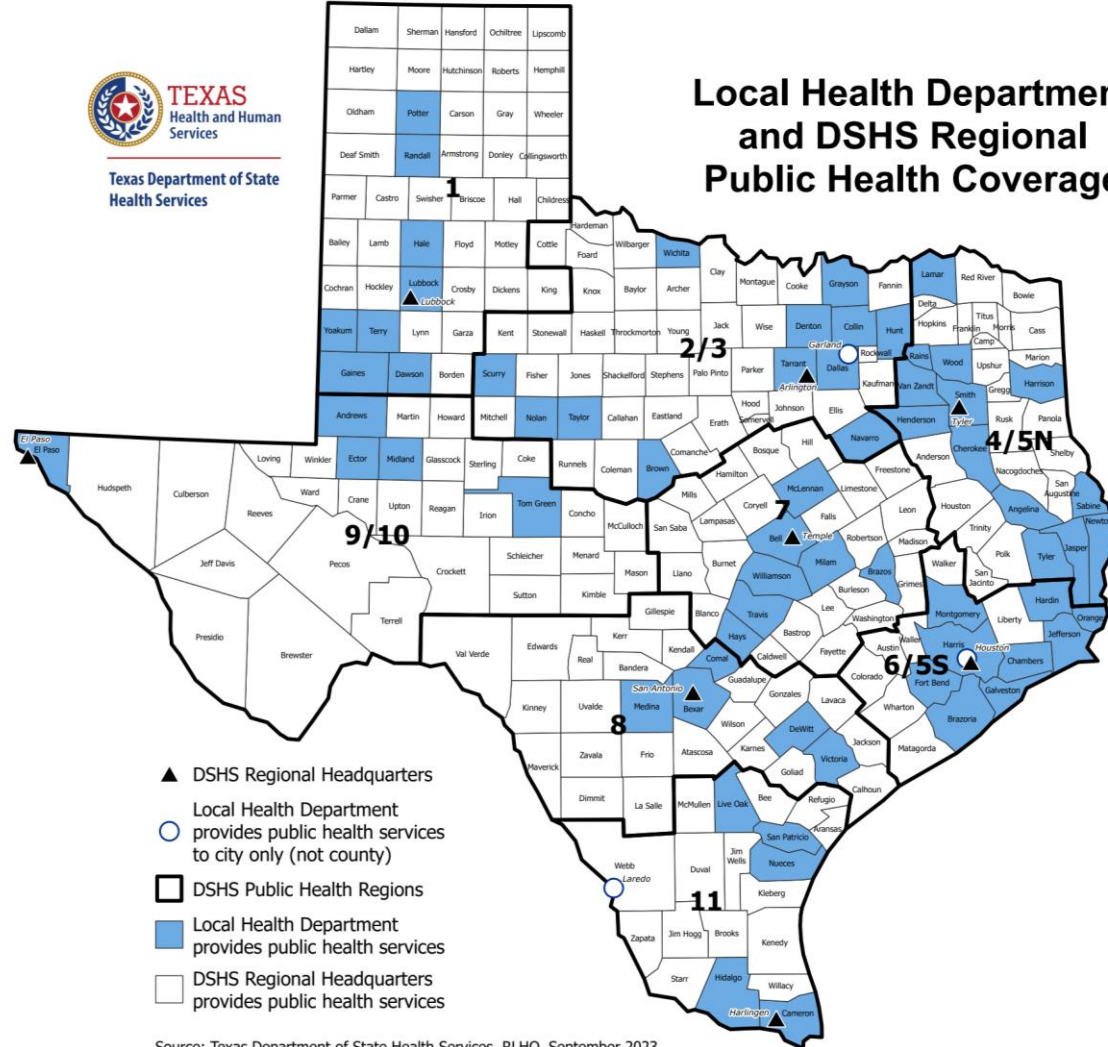 TEXAS
Health and Human
Services
Texas Department of State
Health Services
Local Health Departmen
and DSHS Regional
Public Health Coverage
Dallam Sherman Hansford Ochiltree Lipscomb
Hartley Moore Hutchinson Roberts Hemphill
Oldham Potter Carson Gray Wheeler
Deaf Smith Randall Armstrong Donley Collingsworth
1
Parmer Castro Swisher Briscoe Hall Childress
Bailey Lamb Hale Floyd Motley Cottle
Hardeman
Foard Wilbarger Wichita
Cochran Hockley Lubbock Crosby Dickens King
Lubbock
Knox Baylor Archer Clay Montague Cooke Grayson Fannin
Lamar Red River Bowie
Delta
Hopkins Franklin Titus Morris Cass
Camp
Yoakum Terry Lynn Garza Kent Stonewall Haskell Throckmorton Young Jack Wise Denton Collin Hunt
2/3
Garland
Rockwall Rains Wood Upshur Marion
Gaines Dawson Borden Scurry Fisher Jones Shackelford Stephens Palo Pinto Parker Tarrant Dallas Kaufman Van Zandt Smith Gregg Harrison
Arlington
Tyler
Andrews Martin Howard Mitchell Nolan Taylor Callahan Eastland Erath Hood Somervell Johnson Ellis Henderson Rusk Panola
4/5N
Navarro
El Paso
El Paso
Hudspeth Culberson Loving Winkler Ector Midland Glasscock Sterling Coke Runnels Coleman Brown Comanche Bosque Hill Freestone Anderson Cherokee Nacogdoches Shelby
San Augustine
Sabine
Reeves Ward Crane Upton Reagan Irion Tom Green Concho McCulloch
Mills Hamilton McLennan Limestone Leon Houston Angelina Newto
7
San Saba Lampasas Coryell Falls Robertson Madison Trinity
Bell Temple
9/10
Jeff Davis Pecos Crockett Schleicher Menard Mason
Llano Burnet Williamson Milam Brazos Grimes Walker San Jacinto Polk Tyler Jasper
Presidio Brewster Terrell Sutton Kimble
Gillespie Blanco Travis Lee Burleson Washington Montgomery Liberty Hardin Orange
Val Verde Edwards Kerr Kendall Hays Bastrop Caldwell Fayette
Real Bandera Comal Guadalupe
Austin Waller Harris Houston Jefferson Chambers
6/5S
Colorado Fort Bend Galveston
Kinney Uvalde Medina San Antonio Bexar Wilson Gonzales Lavaca Wharton Brazoria
8
Matagorda
Maverick Zavala Frio Atascosa Karnes DeWitt Jackson Victoria
Goliad Calhoun
Dimmit La Salle McMullen Live Oak Bee Refugio Aransas
San Patricio
Webb Laredo Duval Jim Wells Nueces
11
Kleberg
Zapata Jim Hogg Brooks Kenedy
Starr Hidalgo Willacy
Harlingen Cameron
DSHS Regional Headquarters
Local Health Department
provides public health services
to city only (not county)
DSHS Public Health Regions
Local Health Department
provides public health services
DSHS Regional Headquarters
provides public health services
Source: Texas Department of State Health Services, RLHO, September 2023